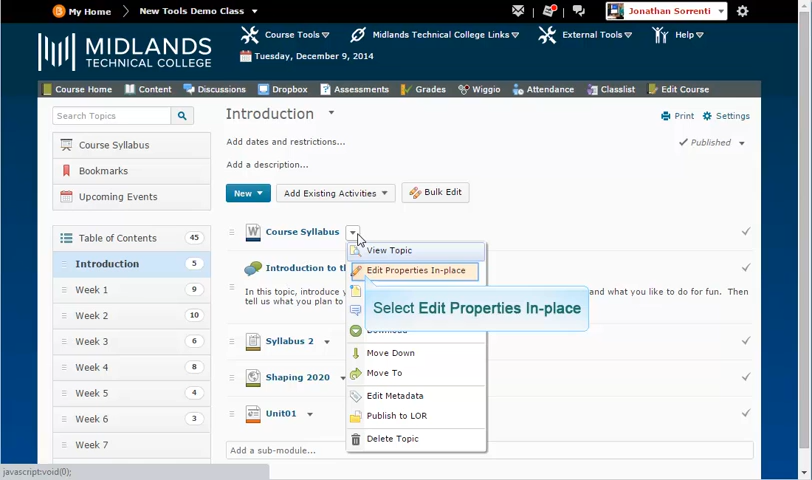 My Home
New Tools Demo Class
Jonathan Sorrenti
MIDLANDS
TECHNICAL COLLEGE
Course Tools
Midlands Technical College Links
External Tools
Help
Tuesday, December 9, 2014
Course Home
Content
Discussions
Dropbox
Assessments
Grades
Wiggio
Attendance
Classlist
Edit Course
Search Topics
Introduction
Print
Settings
Course Syllabus
Add dates and restrictions...
Published
Bookmarks
Add a description...
Upcoming Events
New
Add Existing Activities
Bulk Edit
Table of Contents 45
Course Syllabus
View Topic
Introduction 5
Introduction to th
Edit Properties In-place
Week 1 9
In this topic, introduce y
and what you like to do for fun. Then
tell us what you plan to
Select Edit Properties In-place
Week 2 10
Download
Week 3 6
Syllabus 2
Move Down
Week 4 8
Shaping 2020
Move To
Week 5 6
Edit Metadata
Week 6 3
Unit01
Publish to LOR
Week 7
Delete Topic
Add a sub-module...
javascript:void(0);